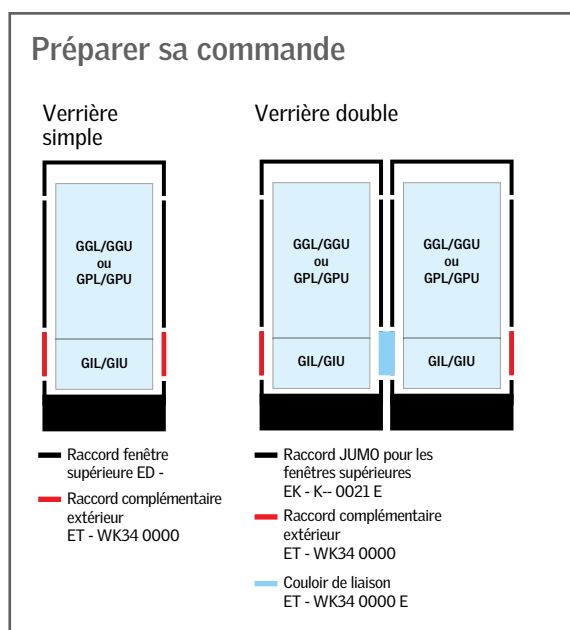 Préparer sa commande
Verrière
simple
GGL/GGU
ou
GPL/GPU
GIL/GIU
Raccord fenêtre
supérieure ED -
Raccord complémentaire
extérieur
ET - WK34 0000
Verrière double
GGL/GGU
ou
GPL/GPU
GIL/GIU
GGL/GGU
ou
GPL/GPU
GIL/GIU
Raccord JUMO pour les
fenêtres supérieures
EK - K-- 0021 E
Raccord complémentaire
extérieur
ET - WK34 0000
Couloir de liaison
ET - WK34 0000 E